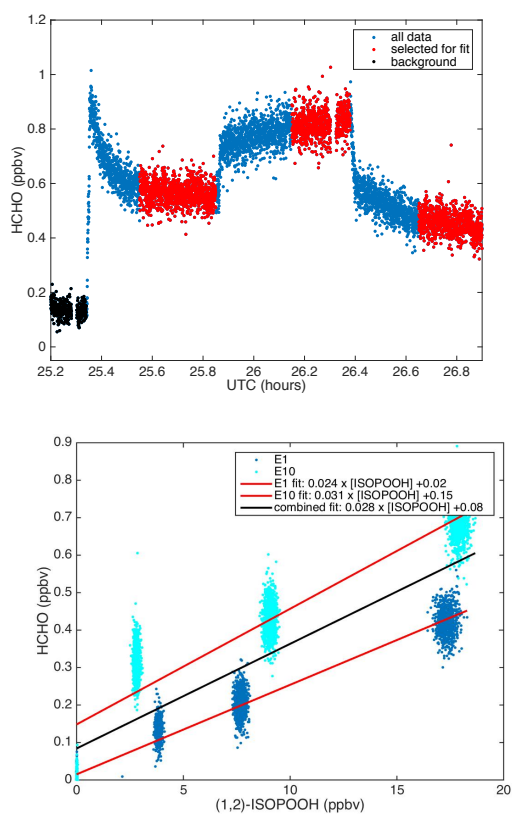 1.2
1
0.8
0.6
0.4
0.2
0
HCHO (ppbv)
all data
selected for fit
background
25.2 25.4 25.6 25.8 26 26.2 26.4 26.6 26.8
UTC (hours)
0.9
0.8
0.7
0.6
0.5
0.4
0.3
0.2
0.1
0
HCHO (ppbv)
E1
E10
E1 fit: 0.024 x [ISOPOOH] +0.02
E10 fit: 0.031 x [ISOPOOH] +0.15
combined fit: 0.028 x [ISOPOOH] +0.08
0 5 10 15 20
(1,2)-ISOPOOH (ppbv)